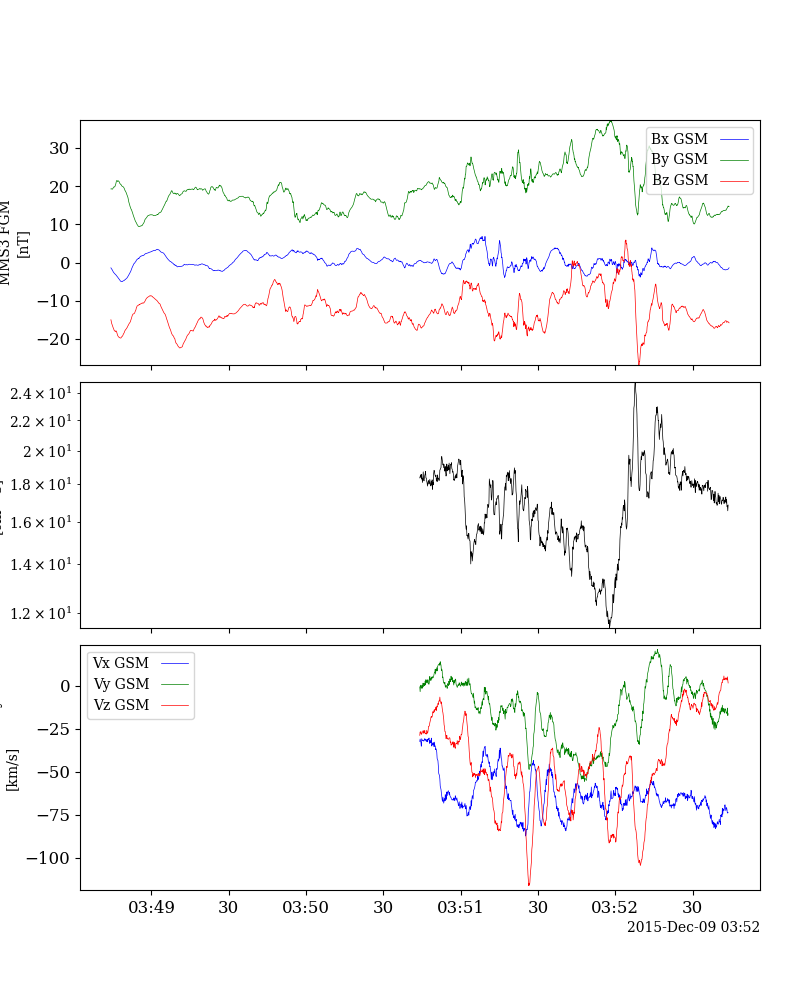 30
20
10
0
−10
−20
MMS3 FGM
[nT]
Bx GSM
By GSM
Bz GSM
2.4 × 10¹
2.2 × 10¹
2 × 10¹
1.8 × 10¹
1.6 × 10¹
1.4 × 10¹
1.2 × 10¹
0
−25
−50
−75
−100
[km/s]
Vx GSM
Vy GSM
Vz GSM
03:49 30 03:50 30 03:51 30 03:52 30
2015-Dec-09 03:52